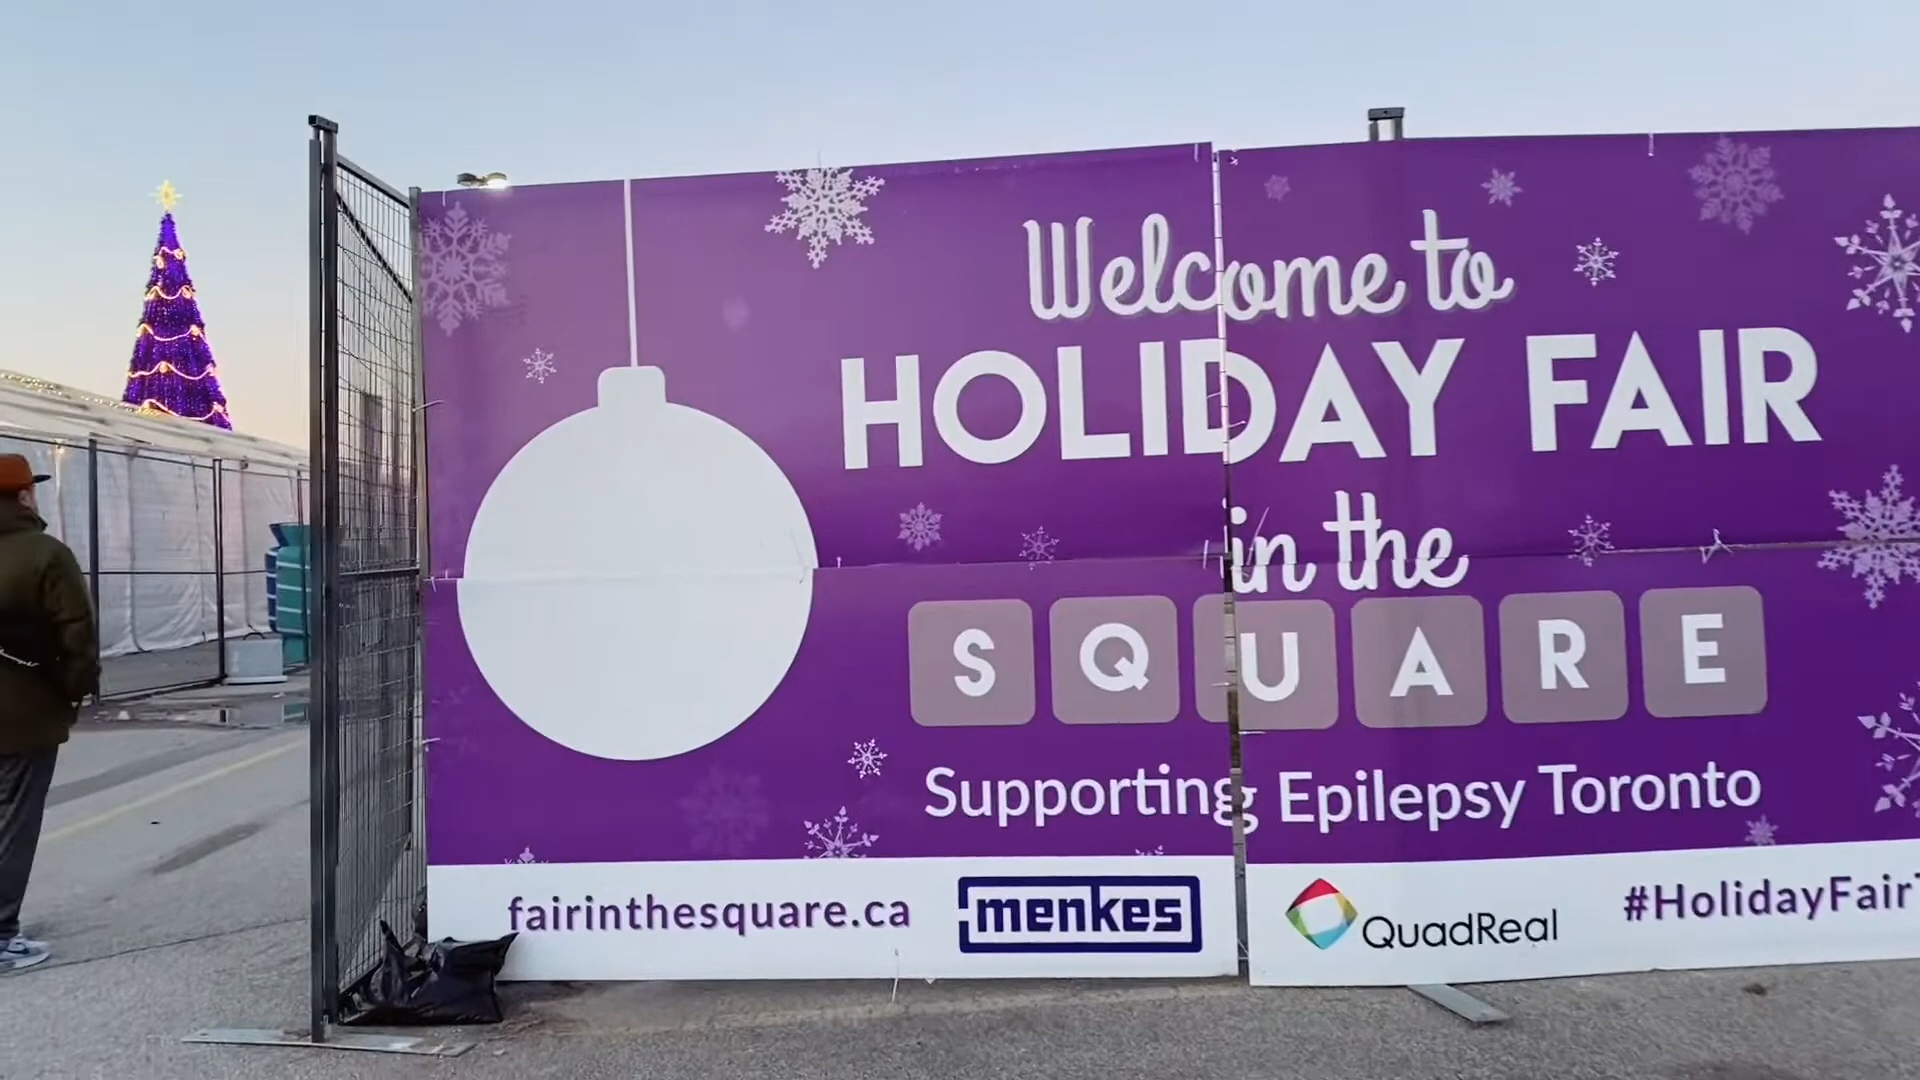 Welcome to
HOLIDAY FAIR
in the
SQUARE
Supporting Epilepsy Toronto
fairinthesquare.ca
menkes
QuadReal
#HolidayFair